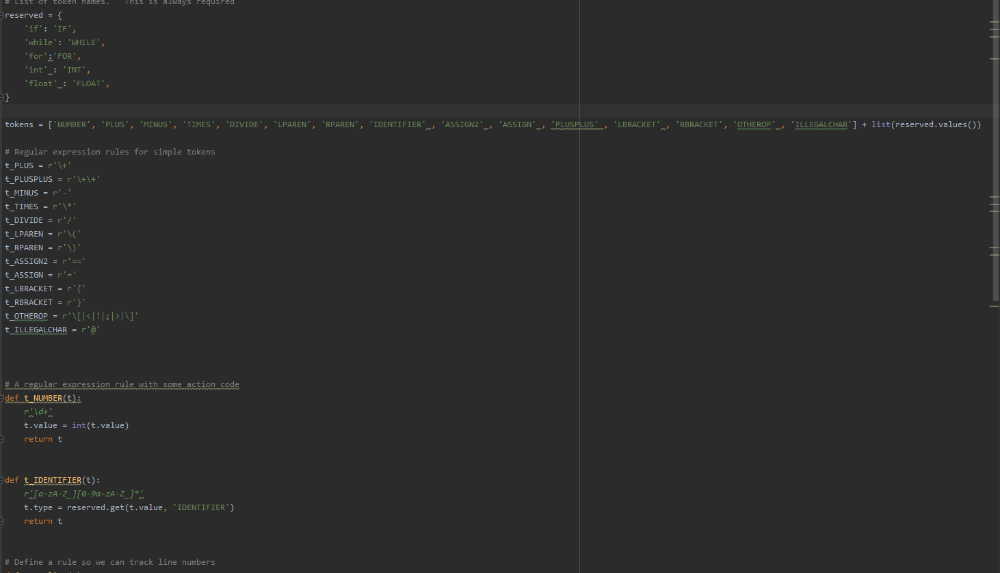 # List of token names.   This is always required
reserved = {
    'if': 'IF',
    'while': 'WHILE',
    'for':'FOR',
    'int' : 'INT',
    'float' : 'FLOAT',
}
tokens = ['NUMBER', 'PLUS', 'MINUS', 'TIMES', 'DIVIDE', 'LPAREN', 'RPAREN', 'IDENTIFIER' , 'ASSIGN2' , 'ASSIGN' , 'PLUSPLUS' , 'LBRACKET' , 'RBRACKET', 'OTHEROP' , 'ILLEGALCHAR'] + list(reserved.values())
# Regular expression rules for simple tokens
t_PLUS = r'\+'
t_PLUSPLUS = r'\+\+'
t_MINUS = r'-'
t_TIMES = r'\*'
t_DIVIDE = r'/'
t_LPAREN = r'\('
t_RPAREN = r'\)'
t_ASSIGN2 = r'=='
t_ASSIGN = r'='
t_LBRACKET = r'{'
t_RBRACKET = r'}'
t_OTHEROP = r'\[|<|!|;|>|\]'
t_ILLEGALCHAR = r'@'
# A regular expression rule with some action code
def t_NUMBER(t):
    r'\d+'
    t.value = int(t.value)
    return t
def t_IDENTIFIER(t):
    r'[a-zA-Z_][0-9a-zA-Z_]*'
    t.type = reserved.get(t.value, 'IDENTIFIER')
    return t
# Define a rule so we can track line numbers